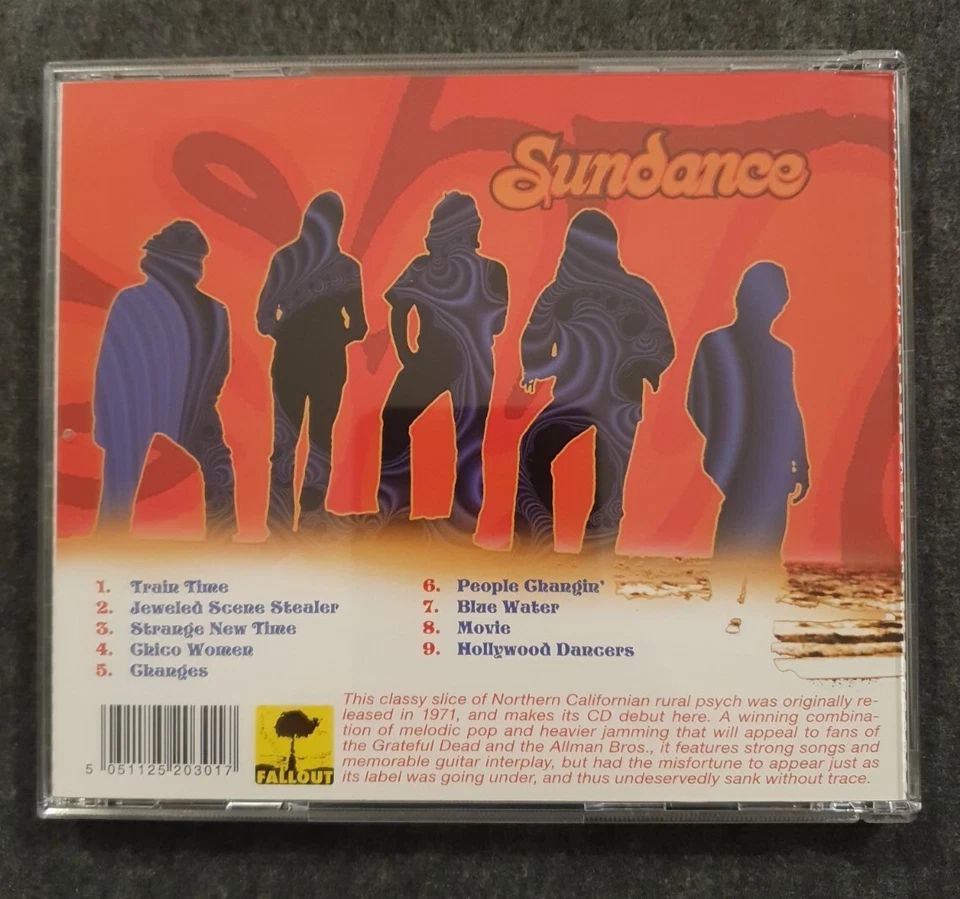 Sundance
1. Train Time
2. Jeweled Scene Stealer
3. Strange New Time
4. Chico Women
5. Changes
6. People Changin'
7. Blue Water
8. Movie
9. Hollywood Dancers
This classy slice of Northern Californian rural psych was originally re-
leased in 1971, and makes its CD debut here. A winning combina-
tion of melodic pop and heavier jamming that will appeal to fans of
the Grateful Dead and the Allman Bros., it features strong songs and
memorable guitar interplay, but had the misfortune to appear just as
its label was going under, and thus undeservedly sank without trace.
5 051125 203017
FALLOUT